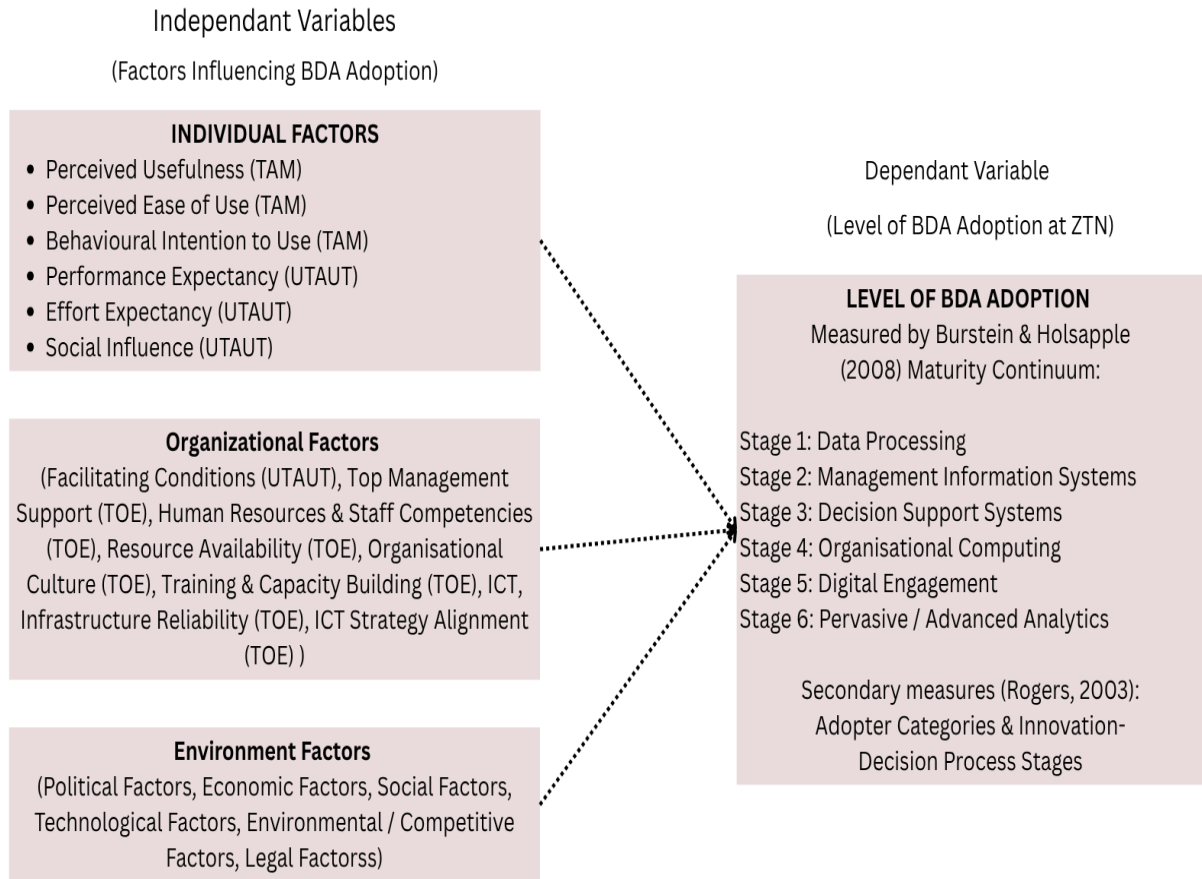 Independant Variables
(Factors Influencing BDA Adoption)
INDIVIDUAL FACTORS
• Perceived Usefulness (TAM)
• Perceived Ease of Use (TAM)
• Behavioural Intention to Use (TAM)
• Performance Expectancy (UTAUT)
• Effort Expectancy (UTAUT)
• Social Influence (UTAUT)
Organizational Factors
(Facilitating Conditions (UTAUT), Top Management
Support (TOE), Human Resources & Staff Competencies
(TOE), Resource Availability (TOE), Organisational
Culture (TOE), Training & Capacity Building (TOE), ICT,
Infrastructure Reliability (TOE), ICT Strategy Alignment
(TOE) )
Environment Factors
(Political Factors, Economic Factors, Social Factors,
Technological Factors, Environmental / Competitive
Factors, Legal Factorss)
Dependant Variable
(Level of BDA Adoption at ZTN)
LEVEL OF BDA ADOPTION
Measured by Burstein & Holsapple
(2008) Maturity Continuum:
Stage 1: Data Processing
Stage 2: Management Information Systems
Stage 3: Decision Support Systems
Stage 4: Organisational Computing
Stage 5: Digital Engagement
Stage 6: Pervasive / Advanced Analytics
Secondary measures (Rogers, 2003):
Adopter Categories & Innovation-
Decision Process Stages